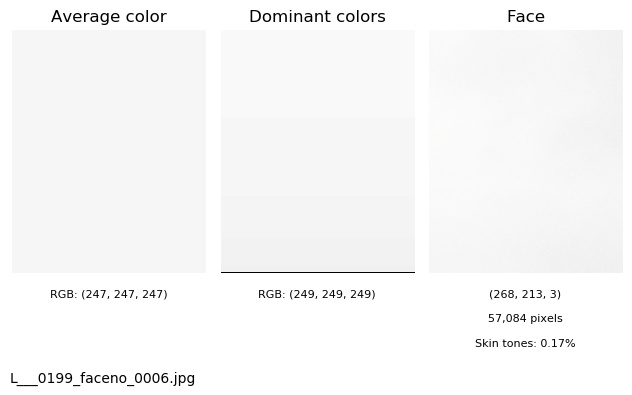 Average color
Dominant colors
Face
RGB: (247, 247, 247)
RGB: (249, 249, 249)
(268, 213, 3)
57,084 pixels
Skin tones: 0.17%
L___0199_faceno_0006.jpg